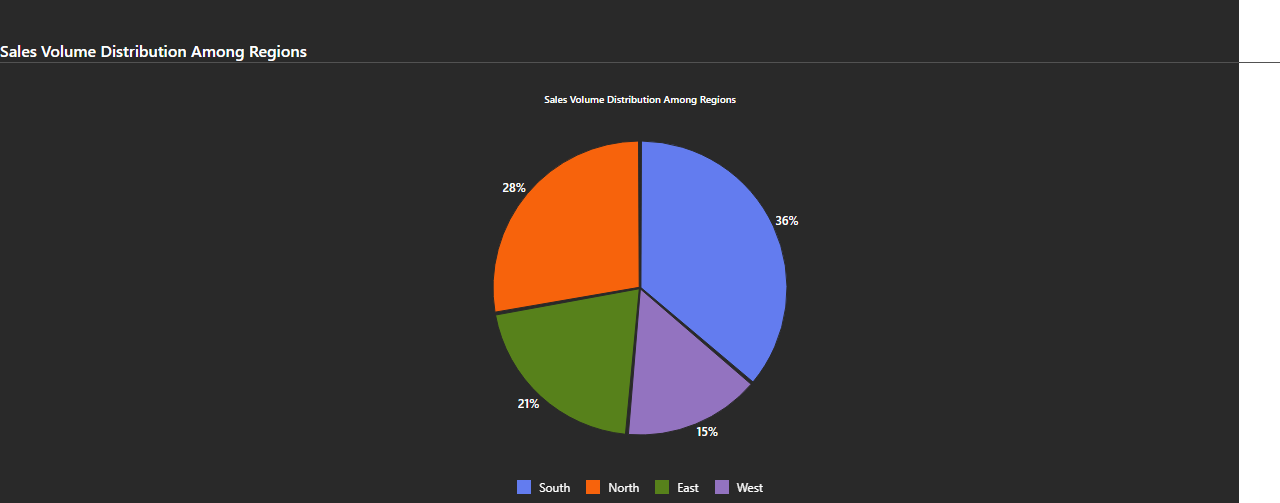 Sales Volume Distribution Among Regions
Sales Volume Distribution Among Regions
28%
36%
21%
15%
South North East West